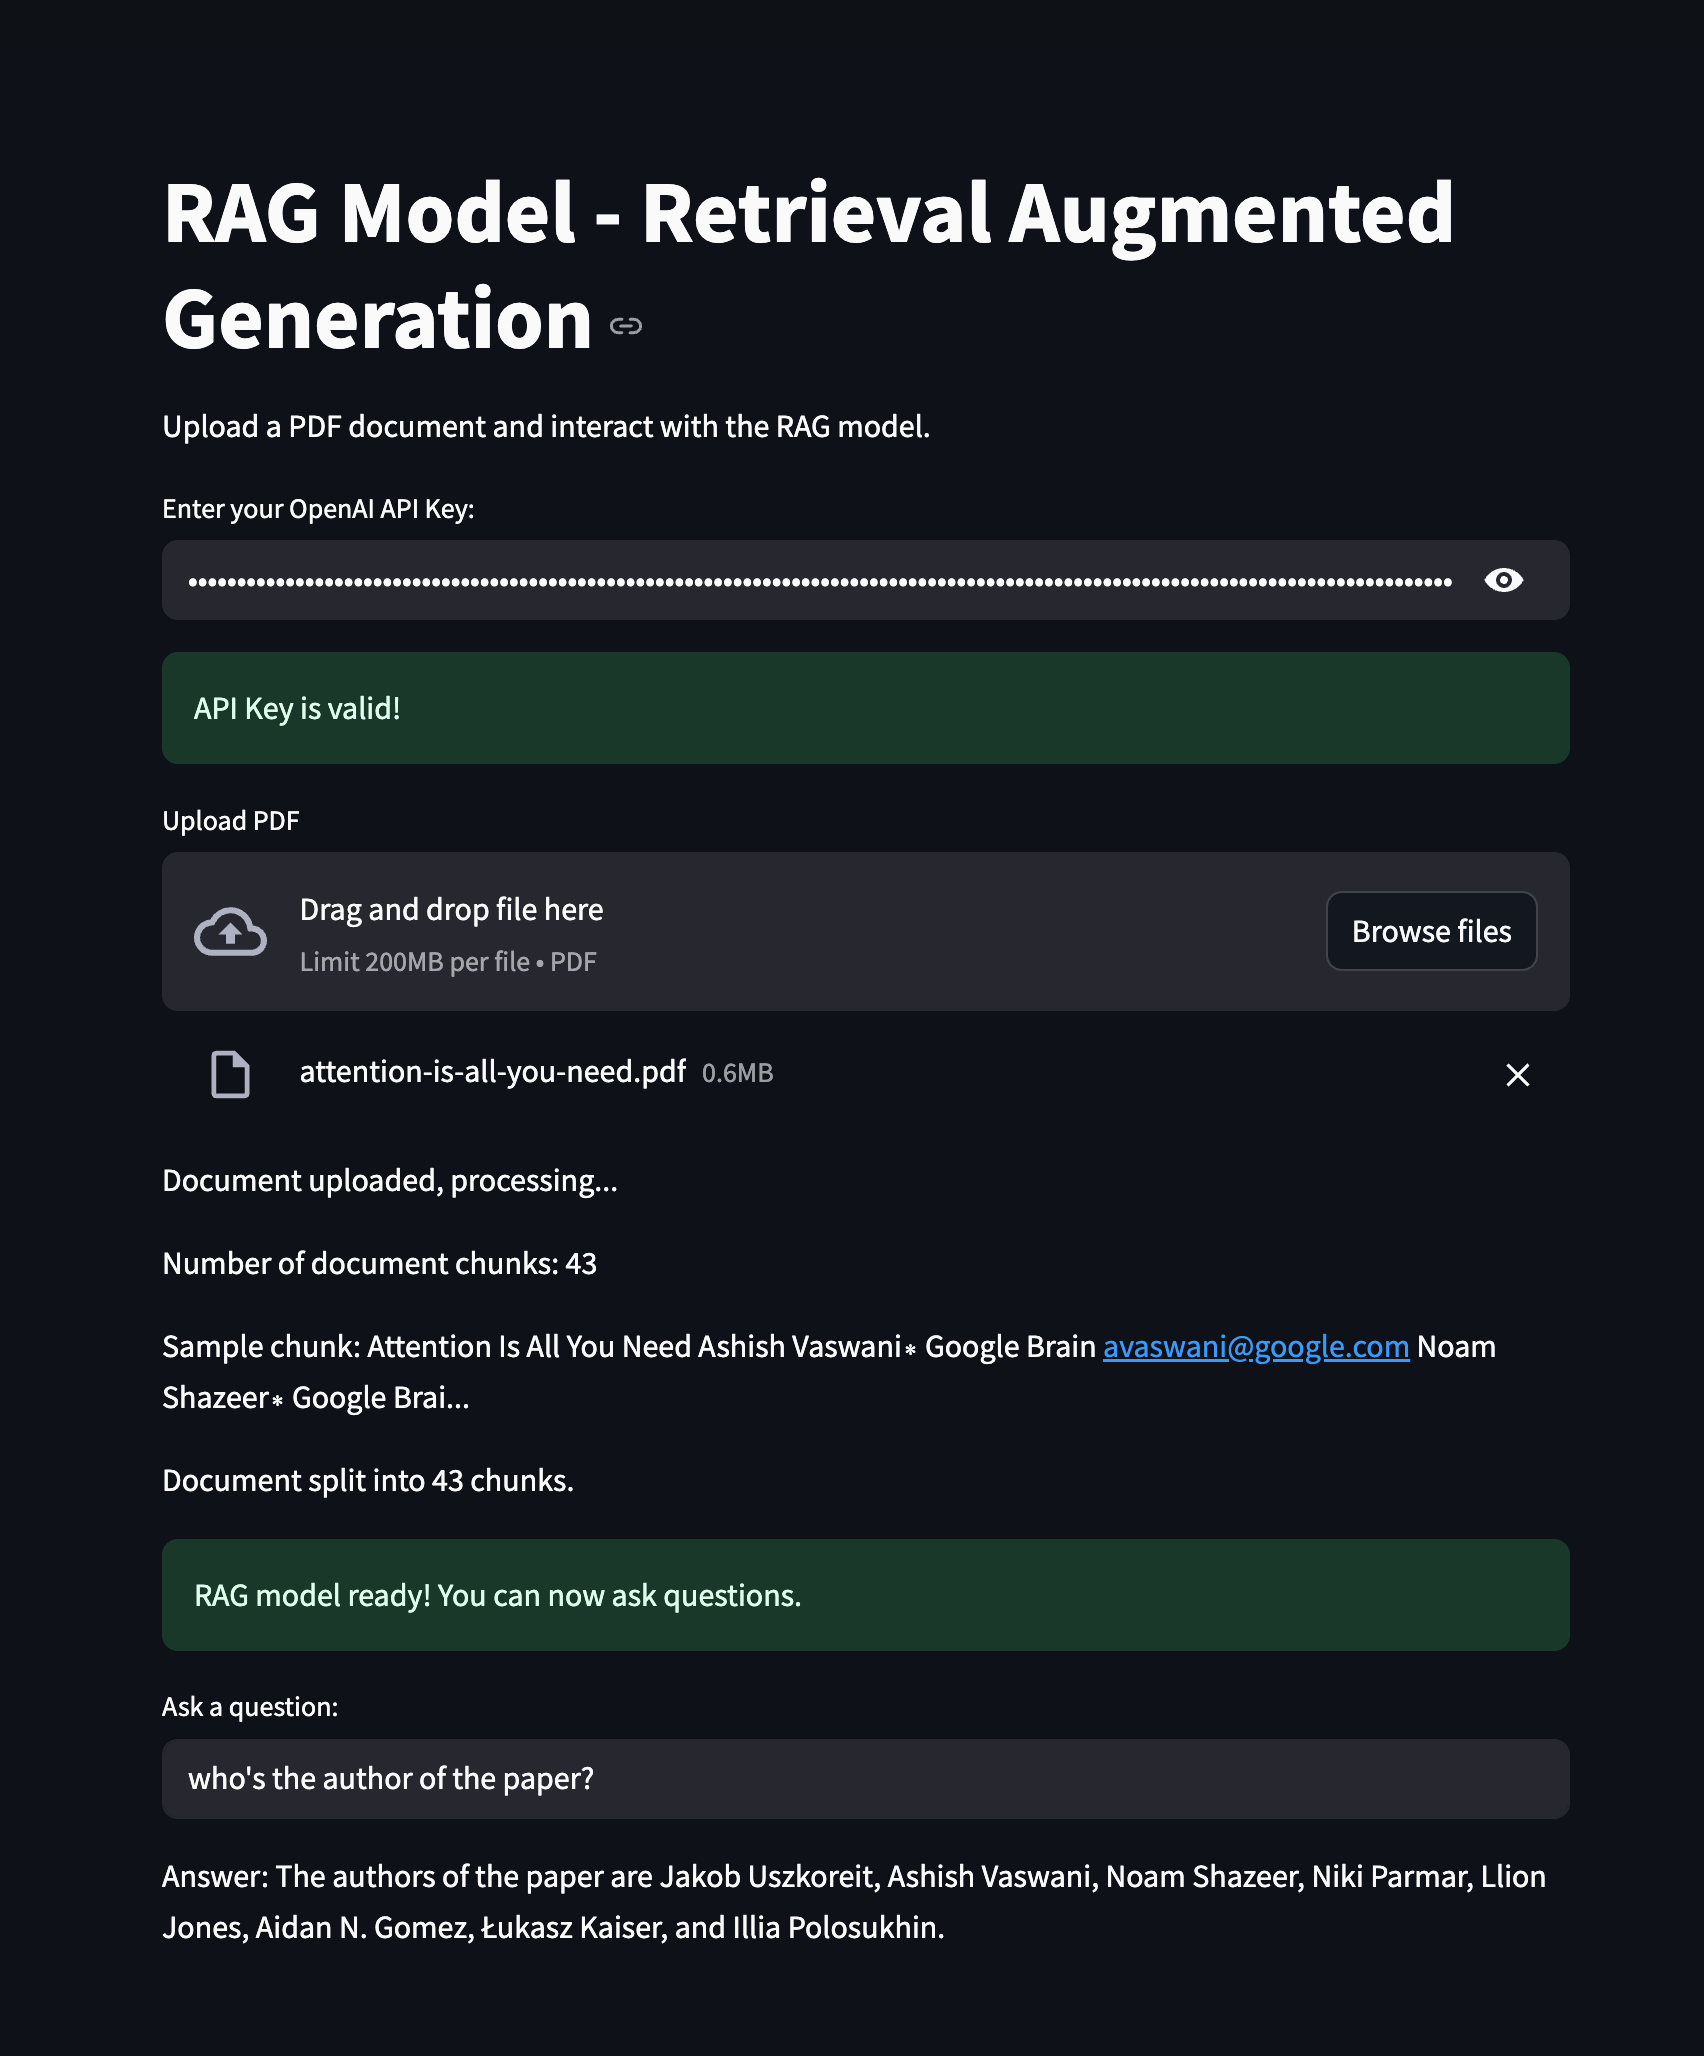 RAG Model - Retrieval Augmented
Generation
Upload a PDF document and interact with the RAG model.
Enter your OpenAI API Key:
API Key is valid!
Upload PDF
Drag and drop file here
Limit 200MB per file • PDF
Browse files
attention-is-all-you-need.pdf 0.6MB
Document uploaded, processing...
Number of document chunks: 43
Sample chunk: Attention Is All You Need Ashish Vaswani∗ Google Brain avaswani@google.com Noam
Shazeer∗ Google Brai...
Document split into 43 chunks.
RAG model ready! You can now ask questions.
Ask a question:
who's the author of the paper?
Answer: The authors of the paper are Jakob Uszkoreit, Ashish Vaswani, Noam Shazeer, Niki Parmar, Llion
Jones, Aidan N. Gomez, Łukasz Kaiser, and Illia Polosukhin.